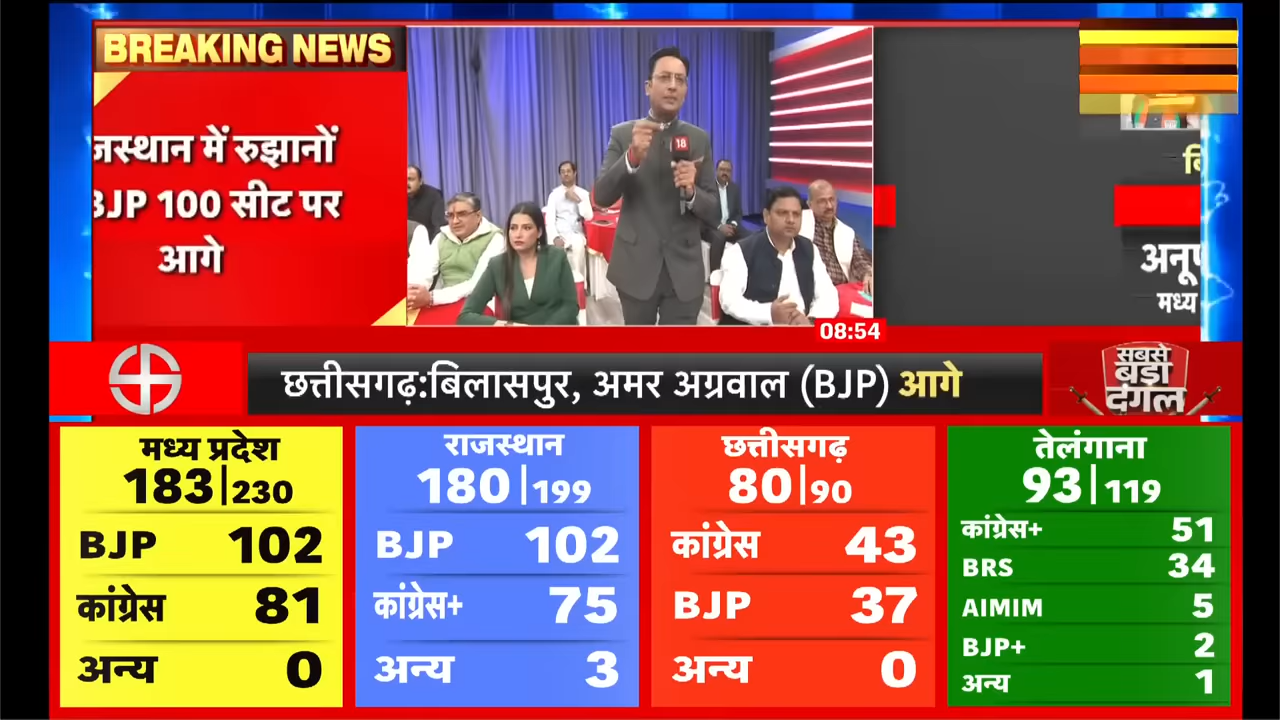 BREAKING NEWS
जस्थान में रुझानों
BJP 100 सीट पर
आगे
18
बि
अनूप
मध्य
08:54
छत्तीसगढ़:बिलासपुर, अमर अग्रवाल (BJP) आगे
सबसे
बड़ा
दंगल
मध्य प्रदेश
183|230
BJP 102
कांग्रेस 81
अन्य 0
राजस्थान
180|199
BJP 102
कांग्रेस+ 75
अन्य 3
छत्तीसगढ़
80|90
कांग्रेस 43
BJP 37
अन्य 0
तेलंगाना
93|119
कांग्रेस+ 51
BRS 34
AIMIM 5
BJP+ 2
अन्य 1